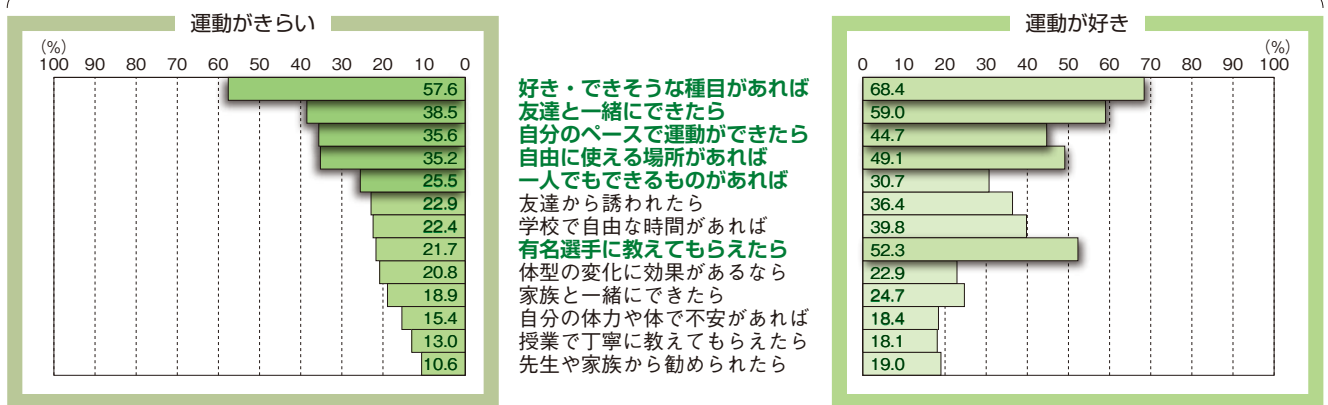 運動がきらい
(%)
100 90 80 70 60 50 40 30 20 10 0
57.6
38.5
35.6
35.2
25.5
22.9
22.4
21.7
20.8
18.9
15.4
13.0
10.6
好き・できそうな種目があれば
友達と一緒にできたら
自分のペースで運動ができたら
自由に使える場所があれば
一人でもできるものがあれば
友達から誘われたら
学校で自由な時間があれば
有名選手に教えてもらえたら
体型の変化に効果があるなら
家族と一緒にできたら
自分の体力や体で不安があれば
授業で丁寧に教えてもらえたら
先生や家族から勧められたら
運動が好き
(%)
0 10 20 30 40 50 60 70 80 90 100
68.4
59.0
44.7
49.1
30.7
36.4
39.8
52.3
22.9
24.7
18.4
18.1
19.0